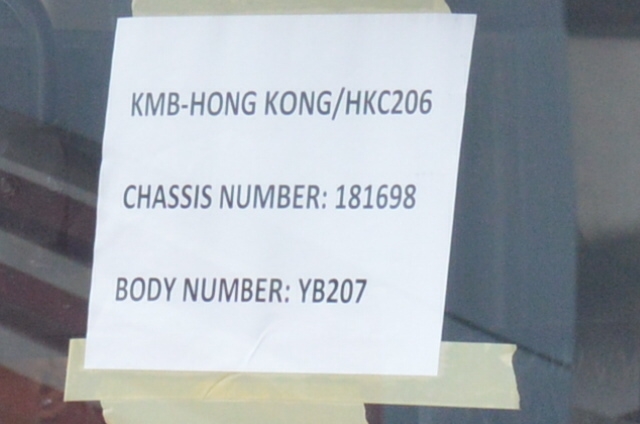 KMB-HONG KONG/HKC206
CHASSIS NUMBER: 181698
BODY NUMBER: YB207